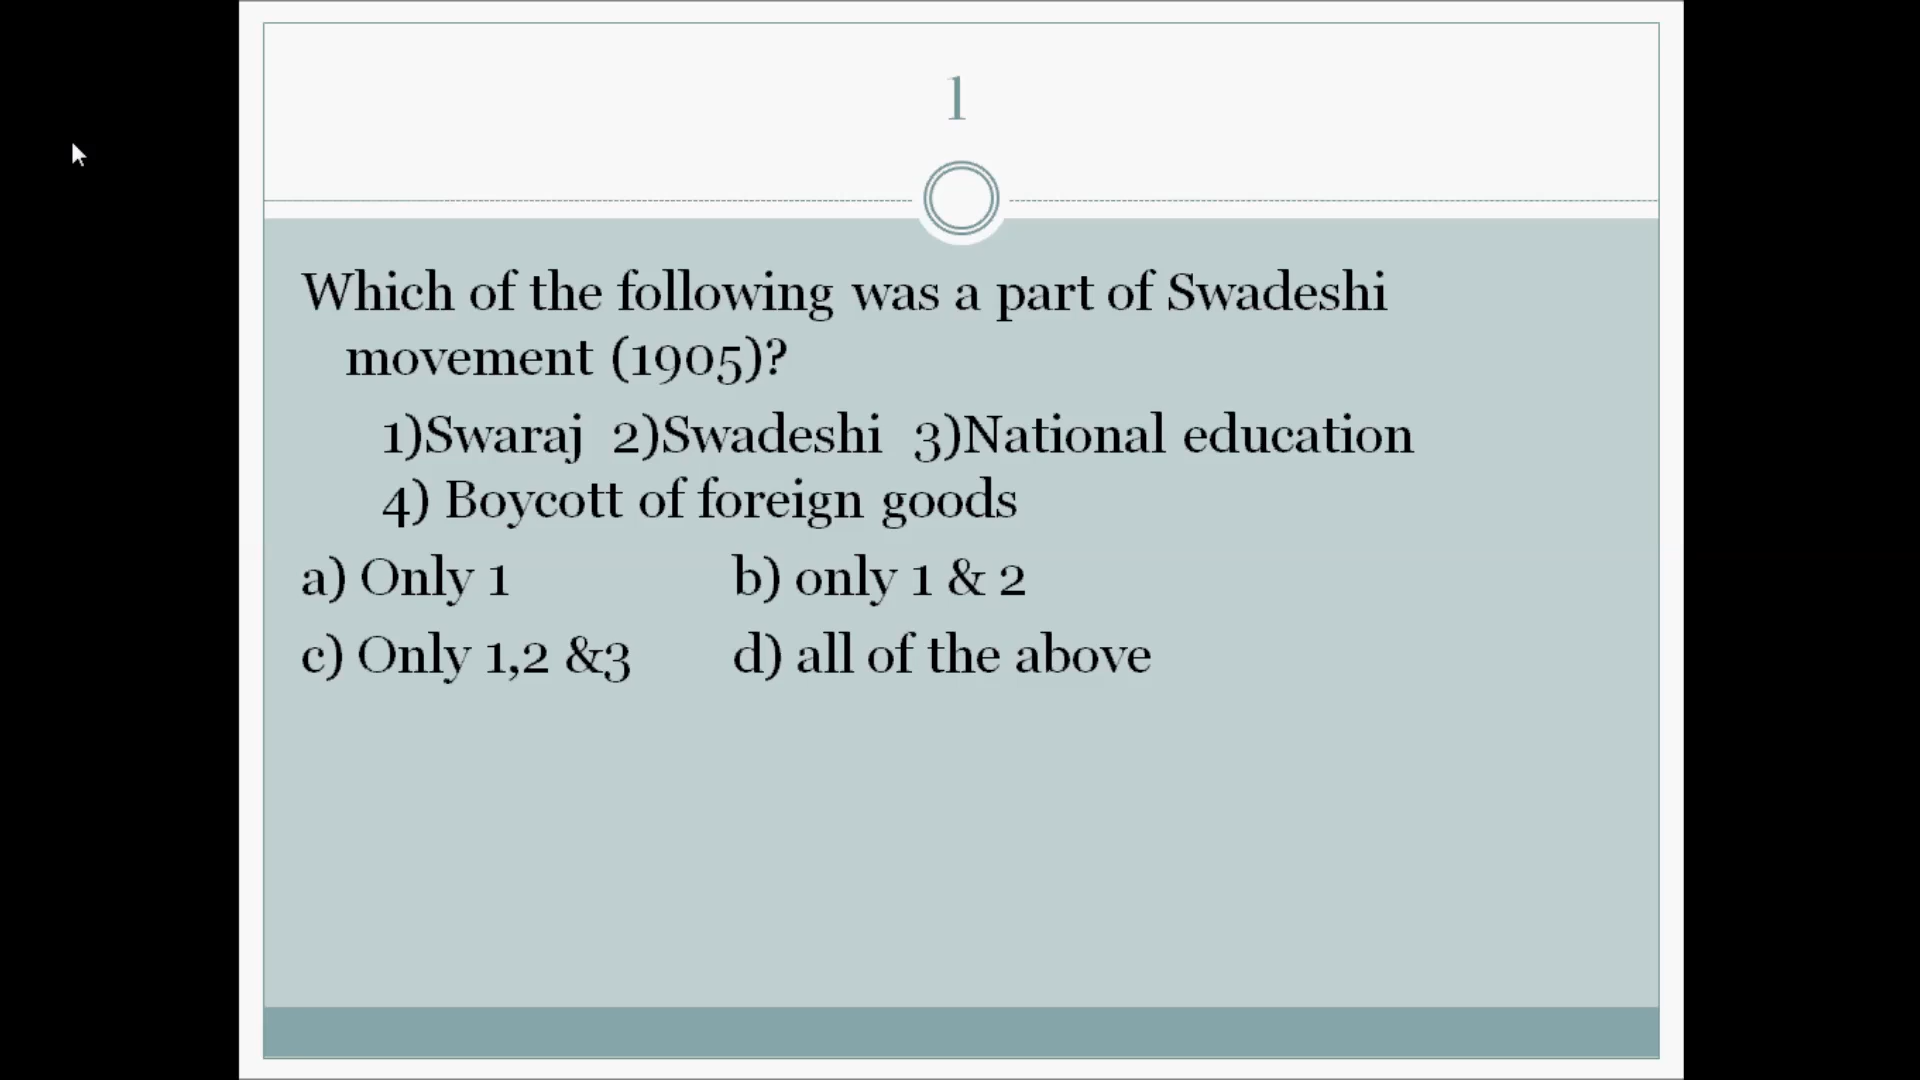 1
Which of the following was a part of Swadeshi
movement (1905)?
1)Swaraj 2)Swadeshi 3)National education
4) Boycott of foreign goods
a) Only 1 b) only 1 & 2
c) Only 1,2 &3 d) all of the above